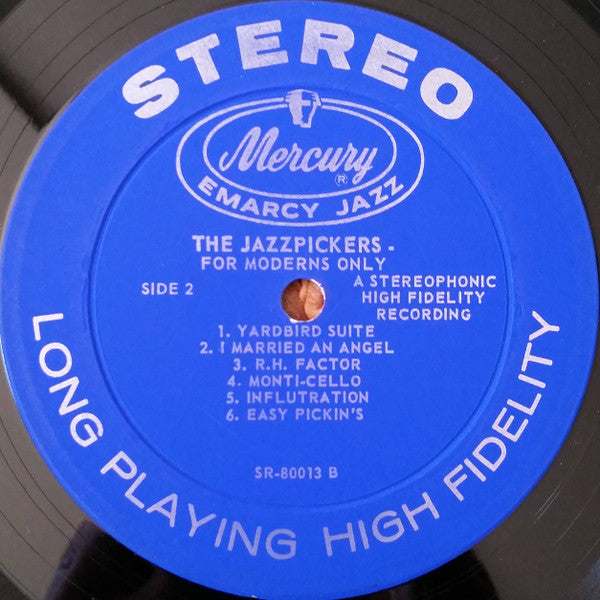 STEREO
Mercury
®
EMARCY JAZZ
THE JAZZPICKERS -
FOR MODERNS ONLY
SIDE 2
A STEREOPHONIC
HIGH FIDELITY
RECORDING
1. YARDBIRD SUITE
2. I MARRIED AN ANGEL
3. R.H. FACTOR
4. MONTI-CELLO
5. INFLUTRATION
6. EASY PICKIN'S
SR-80013 B
LONG PLAYING HIGH FIDELITY